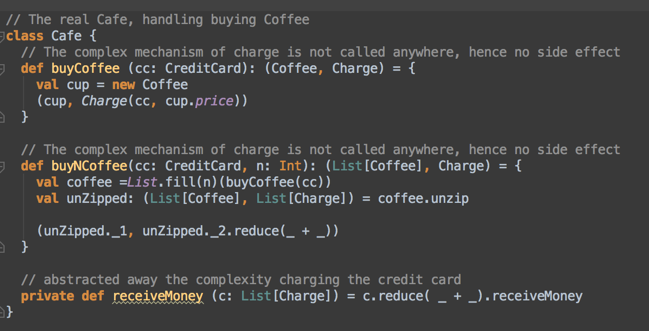 // The real Cafe, handling buying Coffee
class Cafe {
// The complex mechanism of charge is not called anywhere, hence no side effect
def buyCoffee (cc: CreditCard): (Coffee, Charge) = {
val cup = new Coffee
(cup, Charge(cc, cup.price))
}
// The complex mechanism of charge is not called anywhere, hence no side effect
def buyNCoffee(cc: CreditCard, n: Int): (List[Coffee], Charge) = {
val coffee =List.fill(n)(buyCoffee(cc))
val unZipped: (List[Coffee], List[Charge]) = coffee.unzip
(unZipped._1, unZipped._2.reduce(_ + _))
}
// abstracted away the complexity charging the credit card
private def receiveMoney (c: List[Charge]) = c.reduce( _ + _).receiveMoney
}